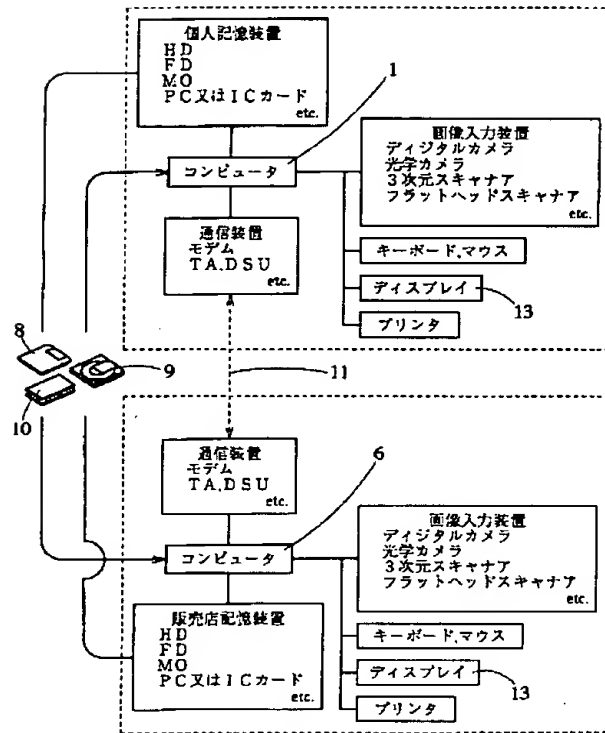 個人記憶装置
HD
FD
MO
PC又はICカード
etc.
1
コンピュータ
画像入力装置
ディジタルカメラ
光学カメラ
3次元スキャナア
フラットヘッドスキャナア
etc.
通信装置
モデム
TA,DSU
etc.
キーボード,マウス
ディスプレイ
13
プリンタ
8
9
10
11
通信装置
モデム
TA,DSU
etc.
6
コンピュータ
画像入力装置
ディジタルカメラ
光学カメラ
3次元スキャナア
フラットヘッドスキャナア
etc.
販売店記憶装置
HD
FD
MO
PC又はICカード
etc.
キーボード,マウス
ディスプレイ
13
プリンタ